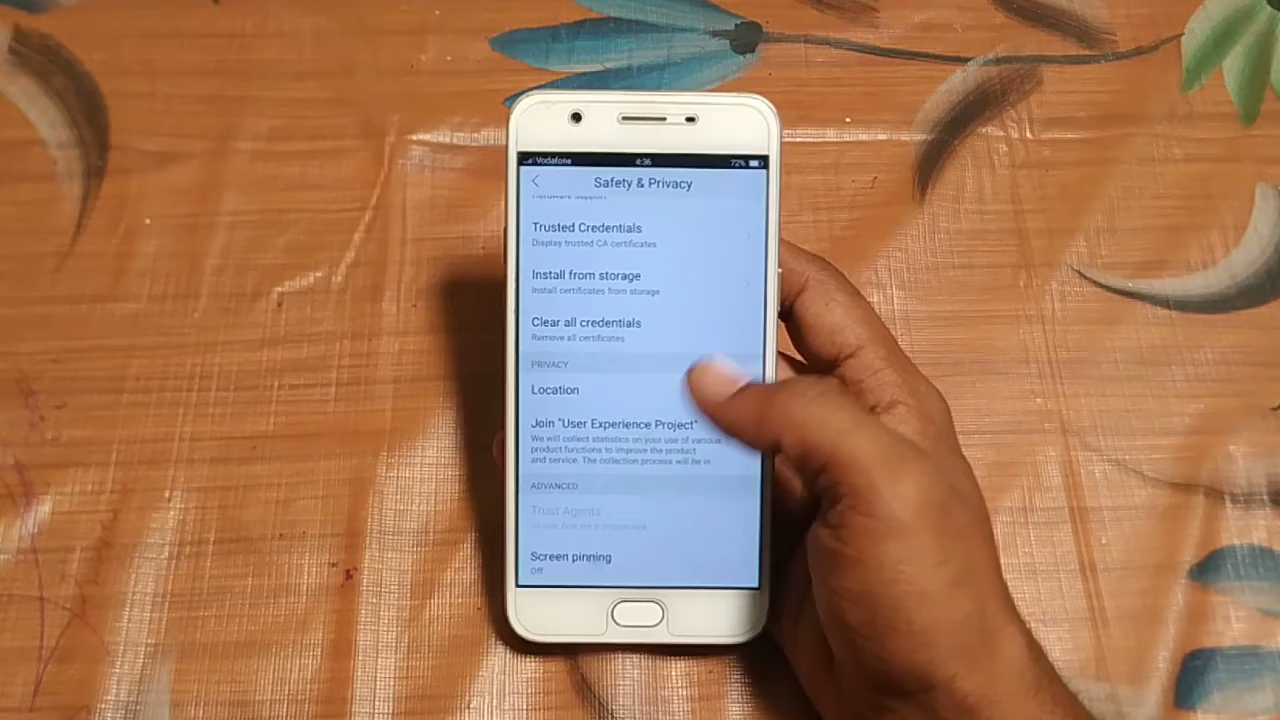 Vodafone
4:36
72%
Safety & Privacy
Hardware support
Trusted Credentials
Display trusted CA certificates
Install from storage
Install certificates from storage
Clear all credentials
Remove all certificates
PRIVACY
Location
Join "User Experience Project"
We will collect statistics on your use of various
product functions to improve the product
and service. The collection process will be in
ADVANCED
Trust Agents
Screen pinning
Off